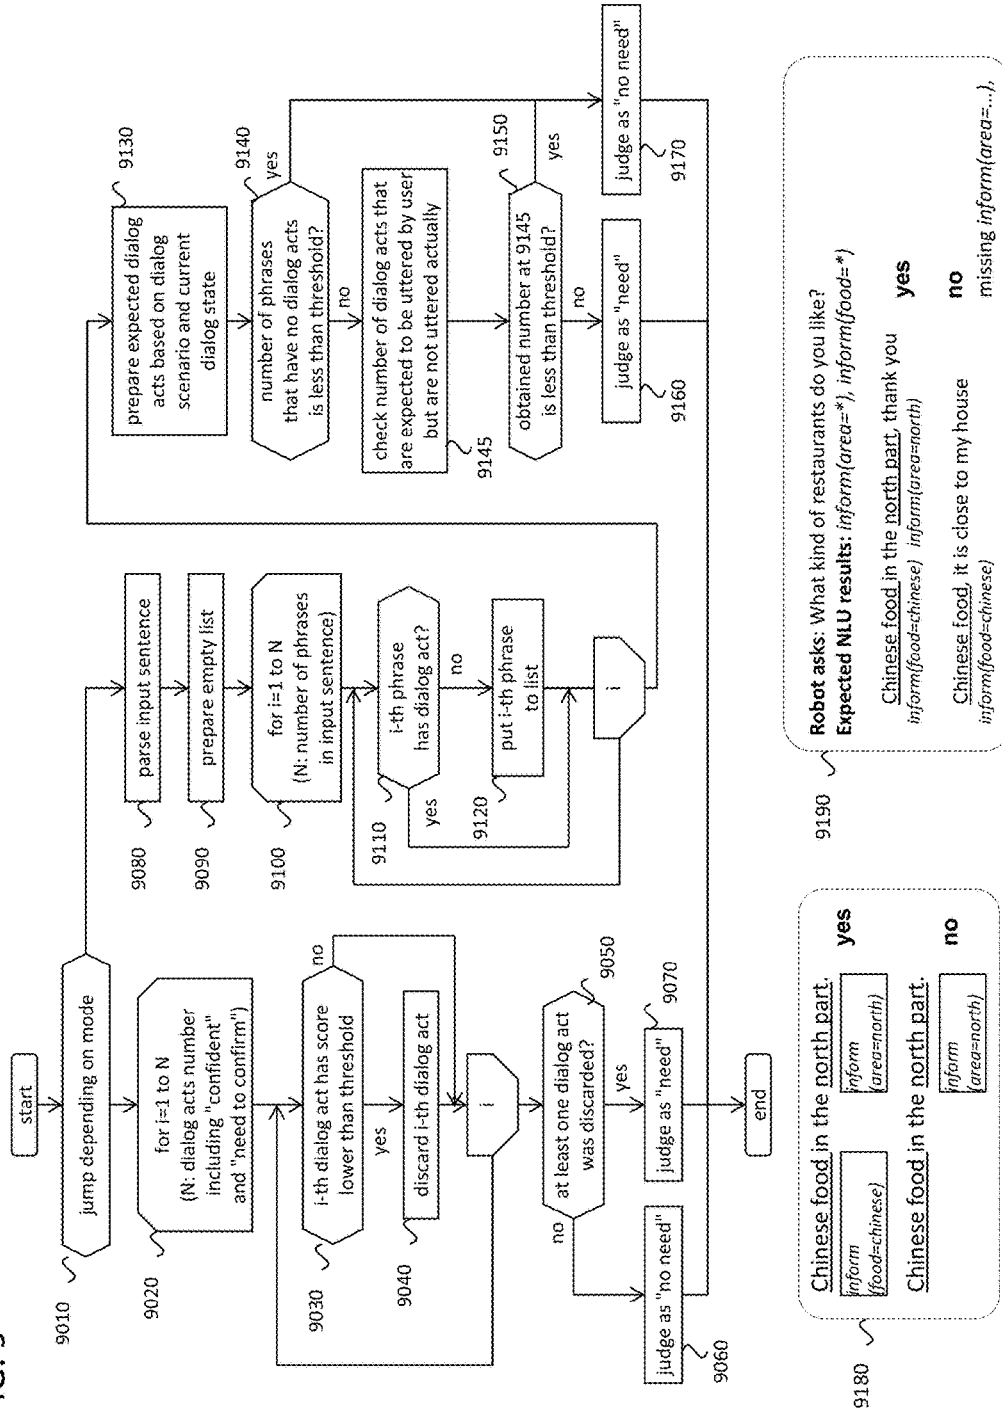 start
9010
jump depending on mode
9020
for i=1 to N
(N: dialog acts number
including "confident"
and "need to confirm")
9030
i-th dialog act has score
lower than threshold
no
yes
9040
discard i-th dialog act
i
9050
at least one dialog act
was discarded?
no
yes
9060
judge as "no need"
9070
judge as "need"
end
9080
parse input sentence
9090
prepare empty list
9100
for i=1 to N
(N: number of phrases
in input sentence)
9110
i-th phrase
has dialog act?
yes
no
9120
put i-th phrase
to list
i
9130
prepare expected dialog
acts based on dialog
scenario and current
dialog state
9140
number of phrases
that have no dialog acts
is less than threshold?
yes
no
check number of dialog acts that
are expected to be uttered by user
but are not uttered actually
9145
9150
obtained number at 9145
is less than threshold?
yes
no
9160
judge as "need"
9170
judge as "no need"
9180
Chinese food in the north part.
yes
inform
(food=chinese)
inform
(area=north)
Chinese food in the north part.
no
inform
(area=north)
9190
Robot asks: What kind of restaurants do you like?
Expected NLU results: inform(area=*), inform(food=*)
Chinese food in the north part, thank you
yes
inform(food=chinese) inform(area=north)
Chinese food, it is close to my house
no
inform(food=chinese)
missing inform(area=...),